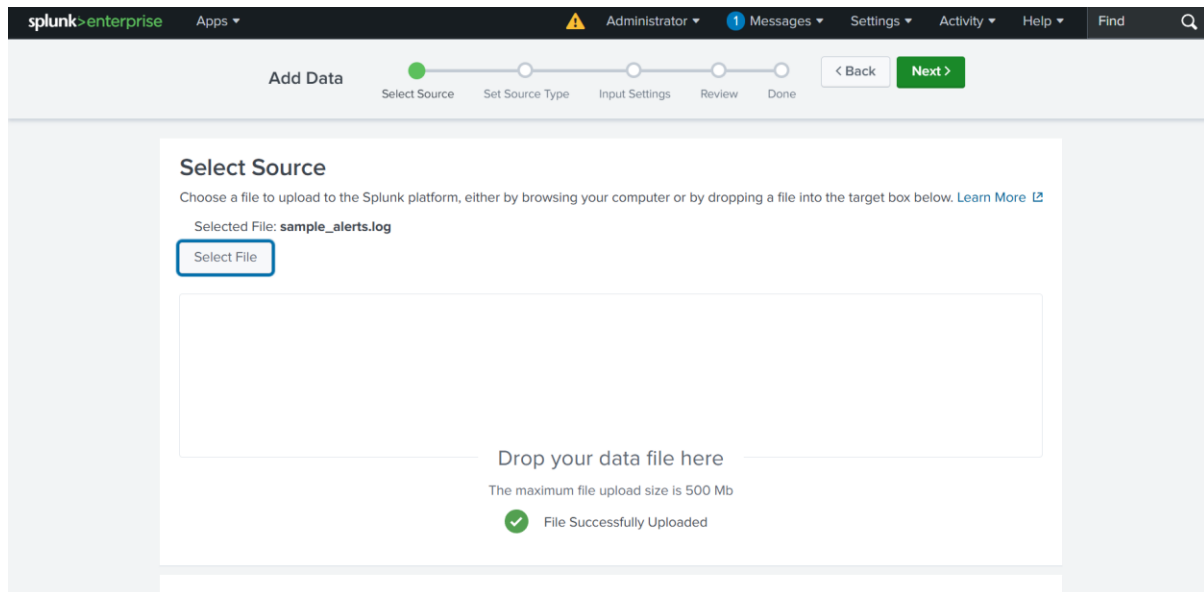 splunk>enterprise Apps Administrator 1 Messages Settings Activity Help Find
Add Data Select Source Set Source Type Input Settings Review Done < Back Next >
Select Source
Choose a file to upload to the Splunk platform, either by browsing your computer or by dropping a file into the target box below. Learn More
Selected File: sample_alerts.log
Select File
Drop your data file here
The maximum file upload size is 500 Mb
File Successfully Uploaded